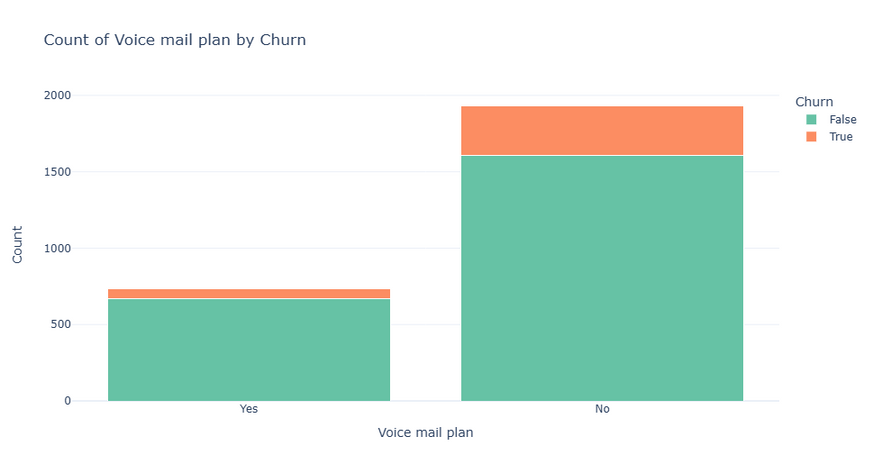 Count of Voice mail plan by Churn
2000
1500
1000
500
0
Count
Yes
No
Voice mail plan
Churn
False
True